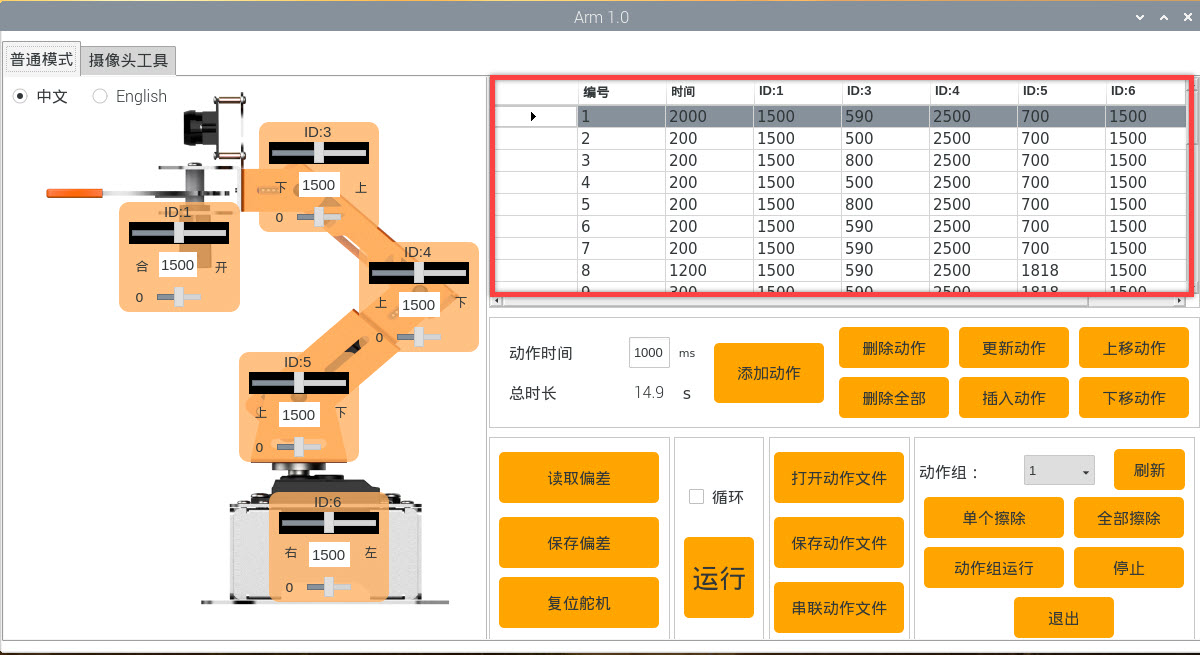 Arm 1.0
普通模式 摄像头工具
中文 English
ID:3
下 1500 上
0
ID:1
合 1500 开
0
ID:4
上 1500 下
0
ID:5
上 1500 下
0
ID:6
右 1500 左
0
编号 时间 ID:1 ID:3 ID:4 ID:5 ID:6
1 2000 1500 590 2500 700 1500
2 200 1500 500 2500 700 1500
3 200 1500 800 2500 700 1500
4 200 1500 500 2500 700 1500
5 200 1500 800 2500 700 1500
6 200 1500 590 2500 700 1500
7 200 1500 590 2500 700 1500
8 1200 1500 590 2500 1818 1500
9 300 1500 590 2500 1818 1500
动作时间 1000 ms
总时长 14.9 s
添加动作
删除动作 更新动作 上移动作
删除全部 插入动作 下移动作
读取偏差
保存偏差
复位舵机
循环
运行
打开动作文件
保存动作文件
串联动作文件
动作组： 1 刷新
单个擦除 全部擦除
动作组运行 停止
退出